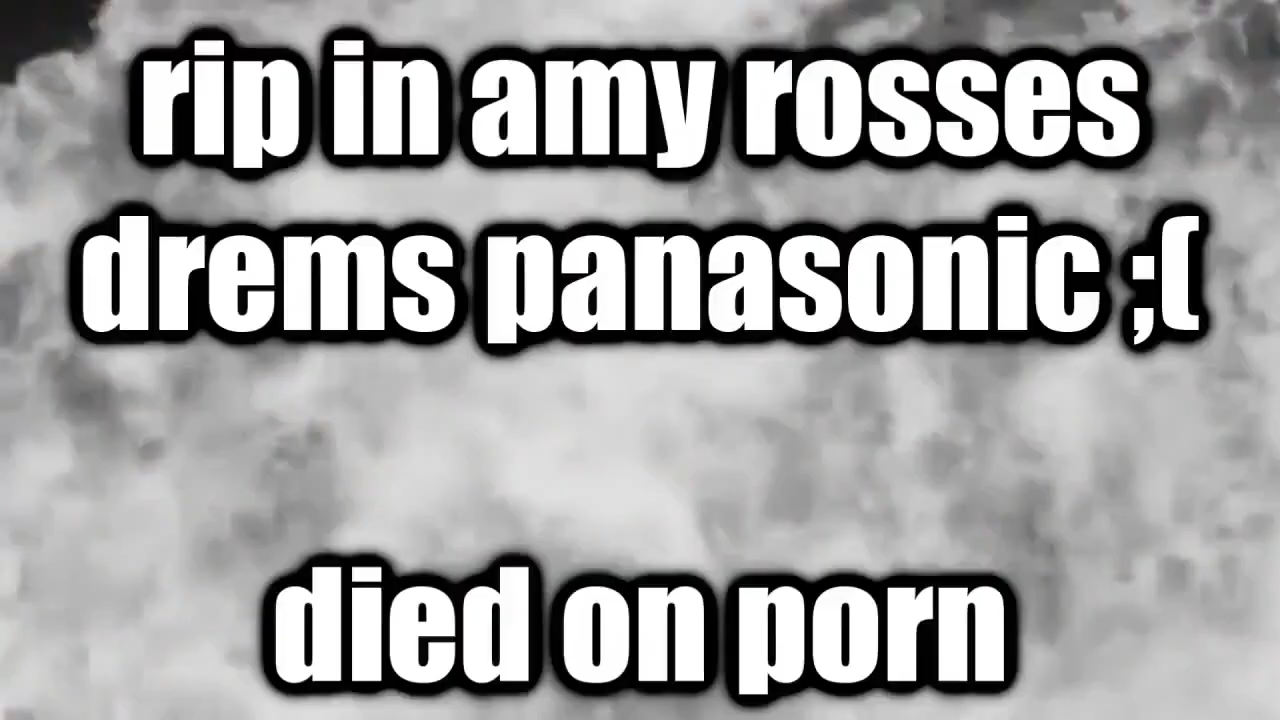 rip in amy rosses
drems panasonic ;(
died on porn